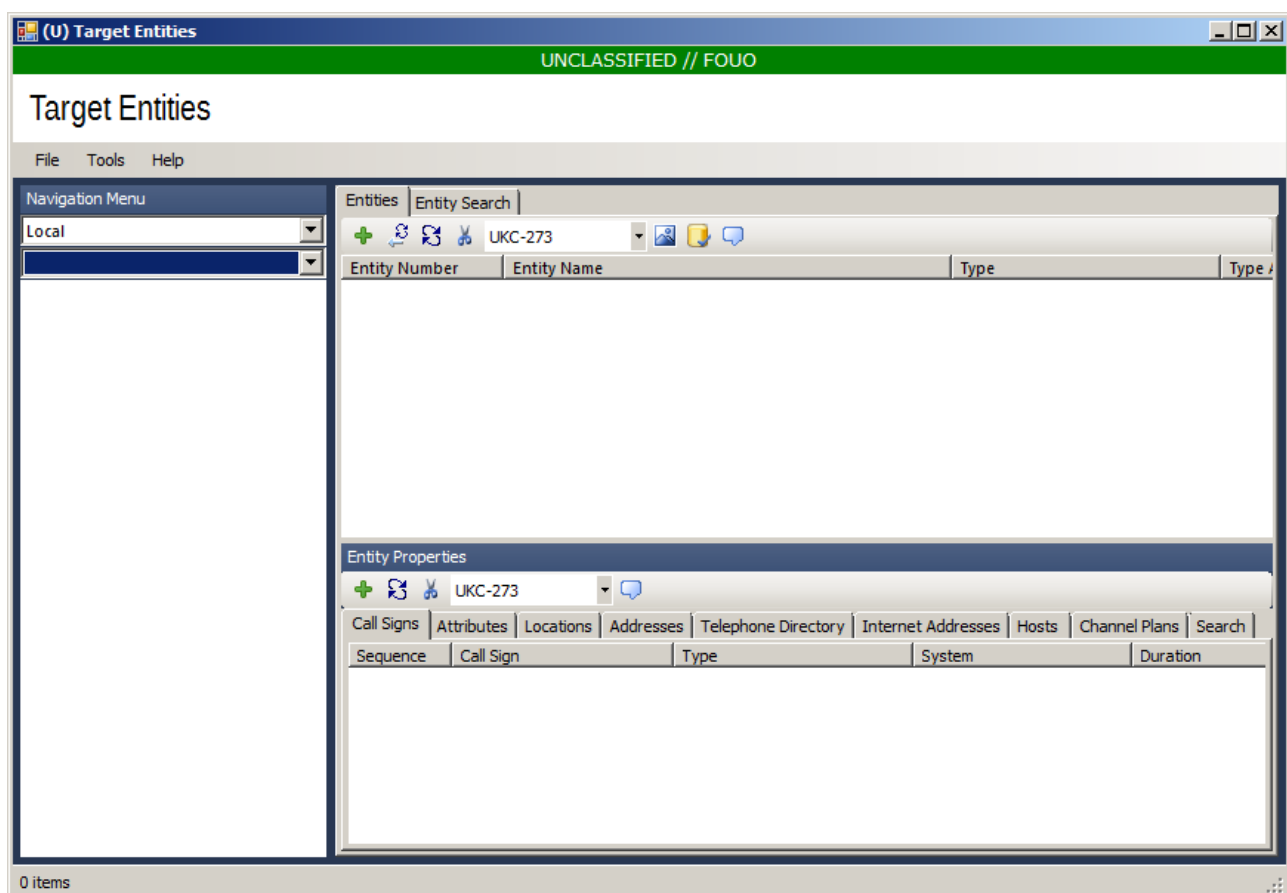 (U) Target Entities
UNCLASSIFIED // FOUO
Target Entities
File Tools Help
Navigation Menu
Local
Entities Entity Search
UKC-273
Entity Number Entity Name Type Type
Entity Properties
UKC-273
Call Signs Attributes Locations Addresses Telephone Directory Internet Addresses Hosts Channel Plans Search
Sequence Call Sign Type System Duration
0 items